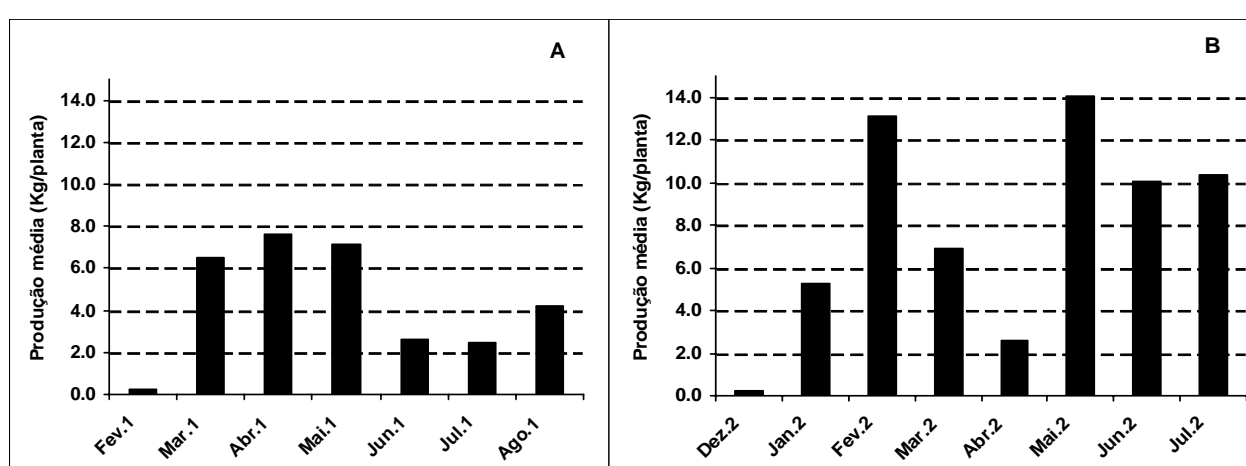 A
Produção média (Kg/planta)
14.0
12.0
10.0
8.0
6.0
4.0
2.0
0.0
Fev.1
Mar.1
Abr.1
Mai.1
Jun.1
Jul.1
Ago.1
B
Produção média (Kg/planta)
14.0
12.0
10.0
8.0
6.0
4.0
2.0
0.0
Dez.2
Jan.2
Fev.2
Mar.2
Abr.2
Mai.2
Jun.2
Jul.2